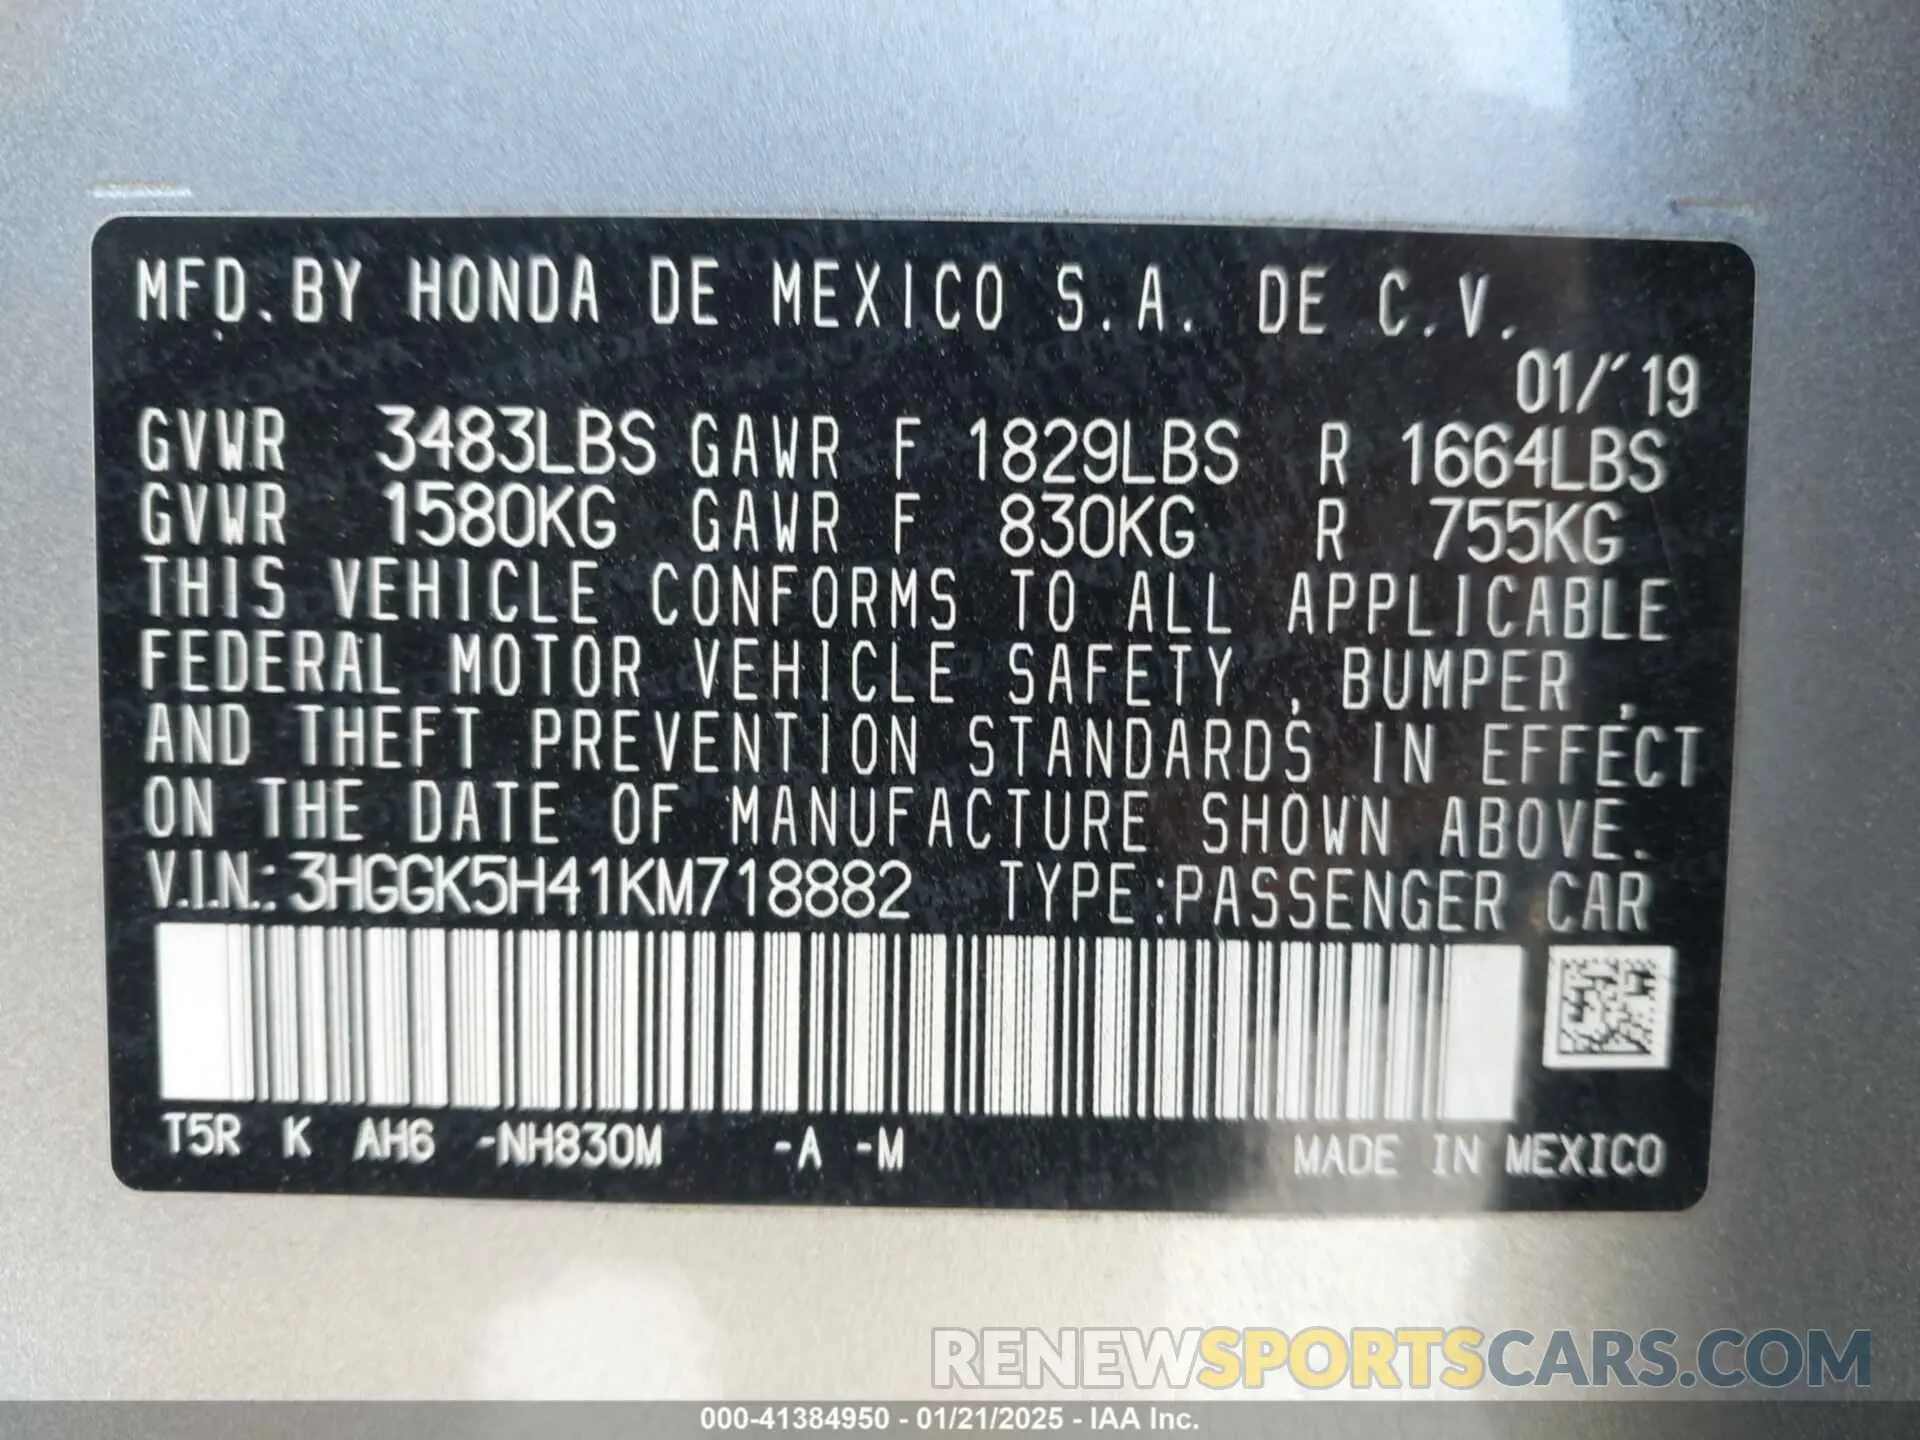 MFD. BY HONDA DE MEXICO S.A. DE C.V.
01/'19
GVWR 3483LBS GAWR F 1829LBS R 1664LBS
GVWR 1580KG GAWR F 830KG R 755KG
THIS VEHICLE CONFORMS TO ALL APPLICABLE
FEDERAL MOTOR VEHICLE SAFETY , BUMPER ,
AND THEFT PREVENTION STANDARDS IN EFFECT
ON THE DATE OF MANUFACTURE SHOWN ABOVE.
V.I.N.: 3HGGK5H41KM718882 TYPE:PASSENGER CAR
T5R K AH6 -NH830M -A -M MADE IN MEXICO
RENEWSPORTSCARS.COM
000-41384950 - 01/21/2025 - IAA Inc.